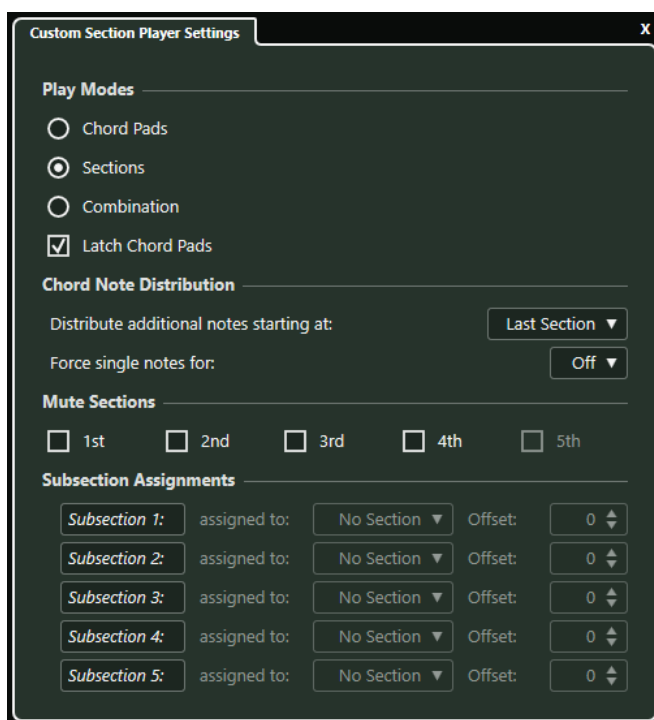 Custom Section Player Settings x
Play Modes
Chord Pads
Sections
Combination
Latch Chord Pads
Chord Note Distribution
Distribute additional notes starting at: Last Section
Force single notes for: Off
Mute Sections
1st 2nd 3rd 4th 5th
Subsection Assignments
Subsection 1: assigned to: No Section Offset: 0
Subsection 2: assigned to: No Section Offset: 0
Subsection 3: assigned to: No Section Offset: 0
Subsection 4: assigned to: No Section Offset: 0
Subsection 5: assigned to: No Section Offset: 0